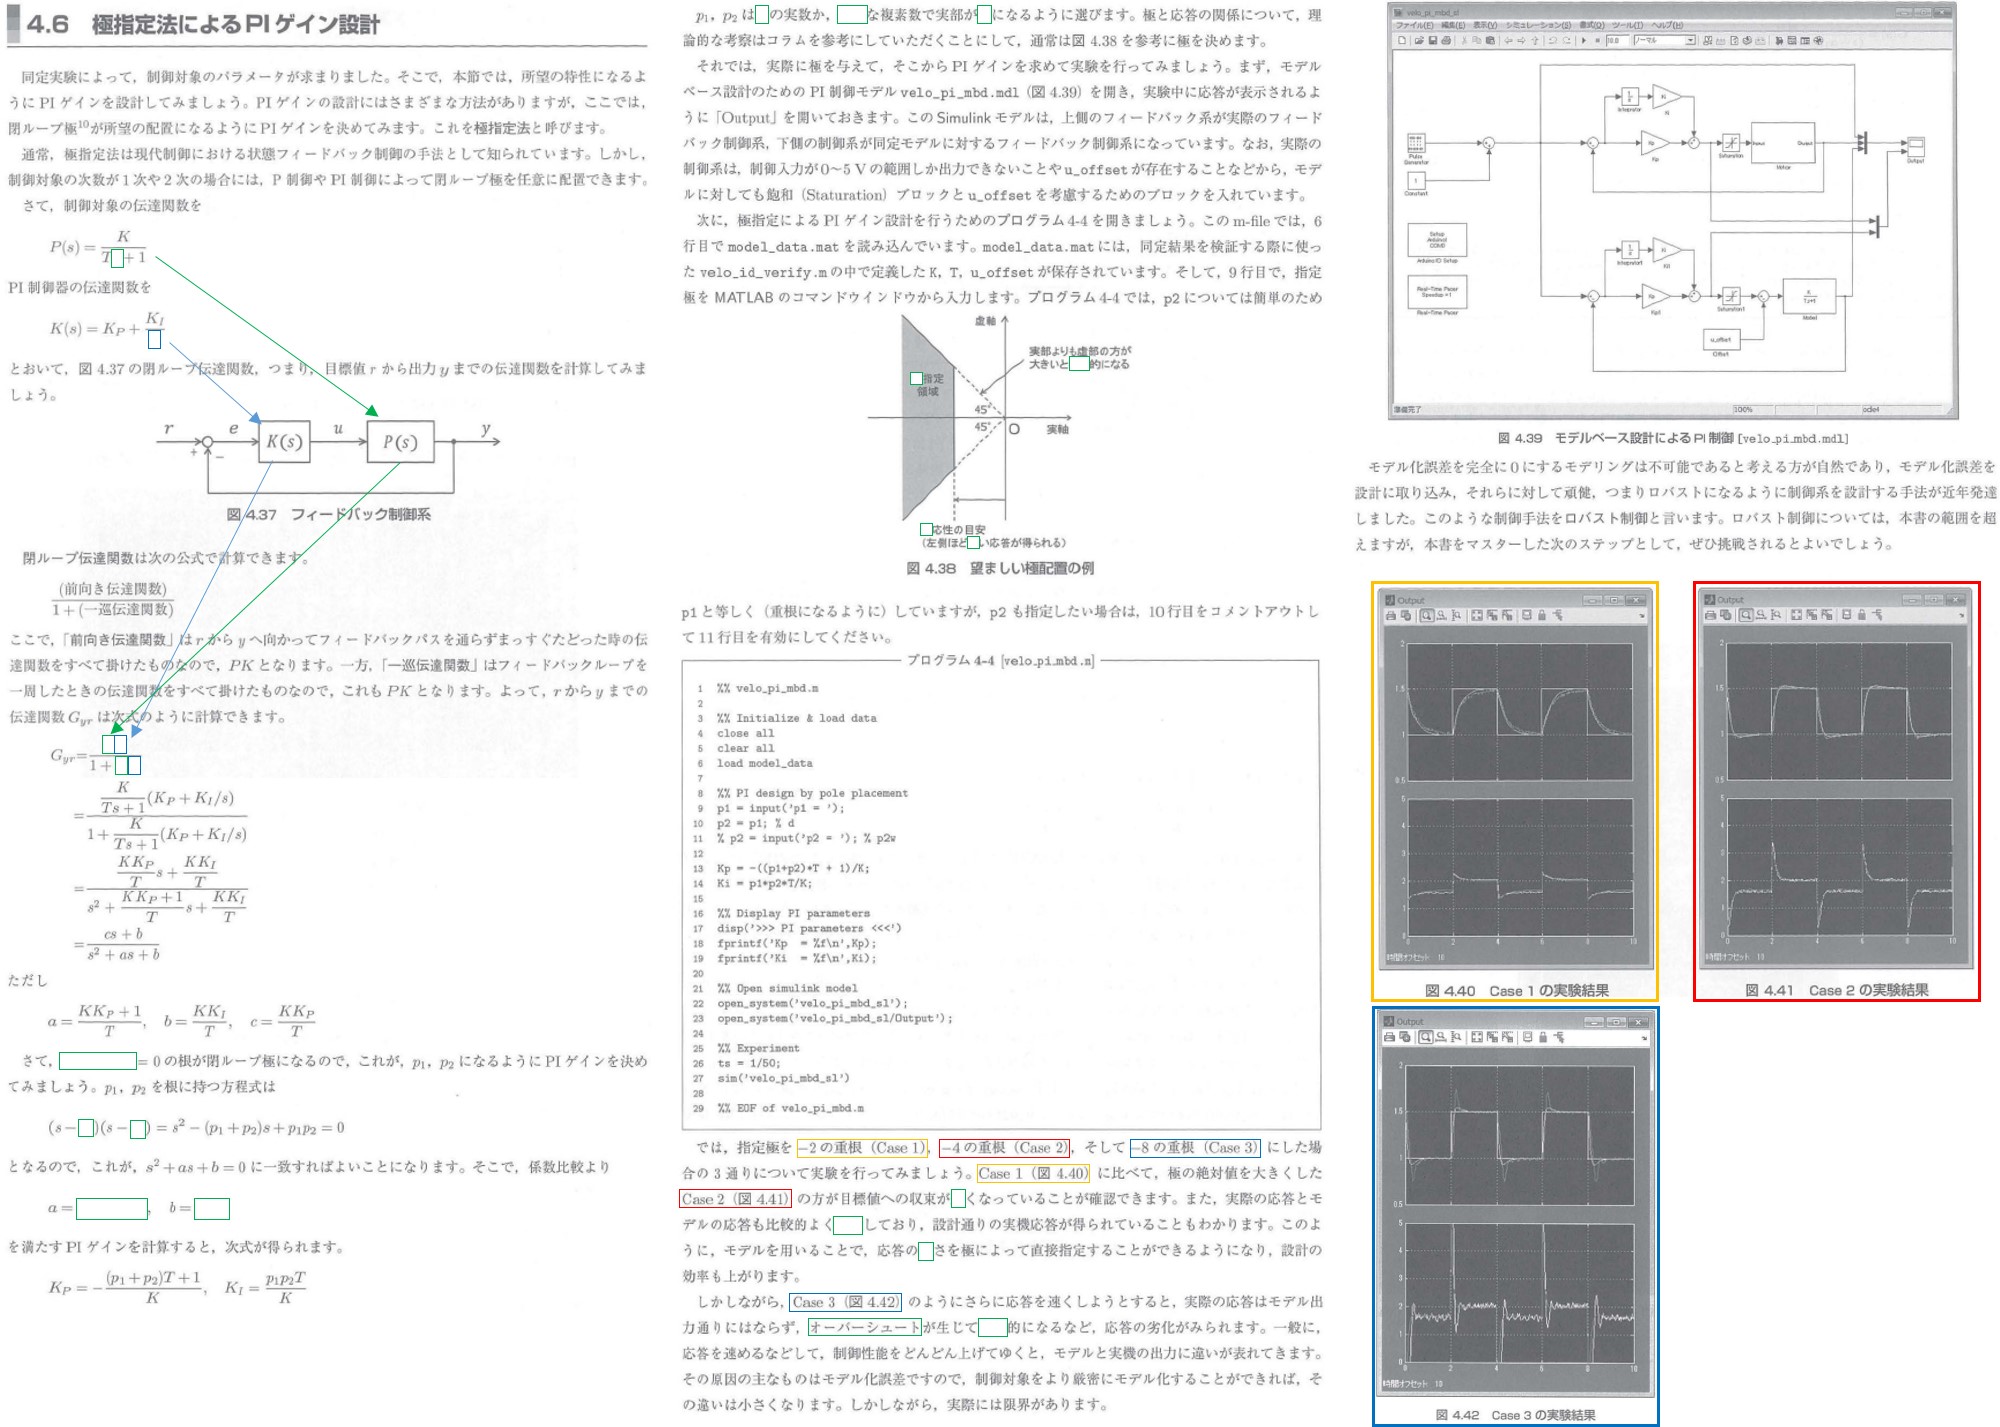 4.6 極指定法によるPIゲイン設計
同定実験によって，制御対象のパラメータが求まりました。そこで，本節では，所望の特性になるよ
うに PI ゲインを設計してみましょう。PI ゲインの設計にはさまざまな方法がありますが，ここでは，
閉ループ極10が所望の配置になるように PI ゲインを決めてみます。これを極指定法と呼びます。
通常，極指定法は現代制御における状態フィードバック制御の手法として知られています。しかし，
制御対象の次数が1次や2次の場合には，P 制御や PI 制御によって閉ループ極を任意に配置できます。
さて，制御対象の伝達関数を
P(s) = K / (T + 1)
PI 制御器の伝達関数を
K(s) = K_P + K_I /
とおいて，図 4.37 の閉ループ伝達関数，つまり，目標値 r から出力 y までの伝達関数を計算してみま
しょう。
r + − e K(s) u P(s) y
図 4.37 フィードバック制御系
閉ループ伝達関数は次の公式で計算できます。
(前向き伝達関数) / 1 + (一巡伝達関数)
ここで，「前向き伝達関数」は r から y へ向かってフィードバックパスを通らずまっすぐたどった時の伝
達関数をすべて掛けたものなので，PK となります。一方，「一巡伝達関数」はフィードバックループを
一周したときの伝達関数をすべて掛けたものなので，これも PK となります。よって，r から y までの
伝達関数 G_yr は次式のように計算できます。
G_yr = / 1 +
= (K/(Ts+1))(K_P + K_I/s) / (1 + (K/(Ts+1))(K_P + K_I/s))
= ((KK_P/T)s + KK_I/T) / (s² + ((KK_P+1)/T)s + KK_I/T)
= (cs + b) / (s² + as + b)
ただし
a = (KK_P + 1)/T, b = KK_I/T, c = KK_P/T
さて， = 0 の根が閉ループ極になるので，これが，p₁，p₂ になるように PI ゲインを決め
てみましょう。p₁，p₂ を根に持つ方程式は
(s− )(s− ) = s² − (p₁ + p₂)s + p₁p₂ = 0
となるので，これが，s² + as + b = 0 に一致すればよいことになります。そこで，係数比較より
a = , b =
を満たす PI ゲインを計算すると，次式が得られます。
K_P = −((p₁ + p₂)T + 1)/K, K_I = p₁p₂T/K
p₁，p₂ は の実数か， な複素数で実部が になるように選びます。極と応答の関係について，理
論的な考察はコラムを参考にしていただくことにして，通常は図 4.38 を参考に極を決めます。
それでは，実際に極を与えて，そこから PI ゲインを求めて実験を行ってみましょう。まず，モデル
ベース設計のための PI 制御モデル velo_pi_mbd.mdl（図 4.39）を開き，実験中に応答が表示されるよ
うに「Output」を開いておきます。この Simulink モデルは，上側のフィードバック系が実際のフィード
バック制御系，下側の制御系が同定モデルに対するフィードバック制御系になっています。なお，実際の
制御系は，制御入力が 0～5 V の範囲しか出力できないことや u_offset が存在することなどから，モデ
ルに対しても飽和（Staturation）ブロックと u_offset を考慮するためのブロックを入れています。
次に，極指定による PI ゲイン設計を行うためのプログラム 4-4 を開きましょう。この m-file では，6
行目で model_data.mat を読み込んでいます。model_data.mat には，同定結果を検証する際に使っ
た velo_id_verify.m の中で定義した K, T, u_offset が保存されています。そして，9 行目で，指定
極を MATLAB のコマンドウインドウから入力します。プログラム 4-4 では，p2 については簡単のため
虚軸
実部よりも虚部の方が
大きいと 的になる
指定
領域
45°
45°
O
実軸
応性の目安
（左側ほど い応答が得られる）
図 4.38 望ましい極配置の例
p1 と等しく（重根になるように）していますが，p2 も指定したい場合は，10 行目をコメントアウトし
て 11 行目を有効にしてください。
プログラム 4-4 [velo_pi_mbd.m]
1 %% velo_pi_mbd.m
2
3 %% Initialize & load data
4 close all
5 clear all
6 load model_data
7
8 %% PI design by pole placement
9 p1 = input('p1 = ');
10 p2 = p1; % d
11 % p2 = input('p2 = '); % p2w
12
13 Kp = -((p1+p2)*T + 1)/K;
14 Ki = p1*p2*T/K;
15
16 %% Display PI parameters
17 disp('>>> PI parameters <<<')
18 fprintf('Kp = %f\n',Kp);
19 fprintf('Ki = %f\n',Ki);
20
21 %% Open simulink model
22 open_system('velo_pi_mbd_sl');
23 open_system('velo_pi_mbd_sl/Output');
24
25 %% Experiment
26 ts = 1/50;
27 sim('velo_pi_mbd_sl')
28
29 %% EOF of velo_pi_mbd.m
では，指定極を −2 の重根（Case 1），−4 の重根（Case 2），そして −8 の重根（Case 3）にした場
合の 3 通りについて実験を行ってみましょう。Case 1（図 4.40）に比べて，極の絶対値を大きくした
Case 2（図 4.41）の方が目標値への収束が くなっていることが確認できます。また，実際の応答とモ
デルの応答も比較的よく しており，設計通りの実機応答が得られていることもわかります。このよ
うに，モデルを用いることで，応答の さを極によって直接指定することができるようになり，設計の
効率も上がります。
しかしながら，Case 3（図 4.42）のようにさらに応答を速くしようとすると，実際の応答はモデル出
力通りにはならず，オーバーシュートが生じて 的になるなど，応答の劣化がみられます。一般に，
応答を速めるなどして，制御性能をどんどん上げてゆくと，モデルと実機の出力に違いが表れてきます。
その原因の主なものはモデル化誤差ですので，制御対象をより厳密にモデル化することができれば，そ
の違いは小さくなります。しかしながら，実際には限界があります。
velo_pi_mbd_sl
ファイル(F) 編集(E) 表示(V) シミュレーション(S) 書式(O) ツール(T) ヘルプ(H)
10.0 ノーマル
Pulse
Generator
1
Constant
Integrator
Ki
Kp
Saturation
Motor
Output
Setup
Arduino
COM3
Arduino IO Setup
Real-Time Pacer
Speedup = 1
Real-Time Pacer
Integrator1
Ki1
Kp1
Saturation1
K
Ts+1
Model
u_offset
Offset
準備完了 100% ode4
図 4.39 モデルベース設計による PI 制御 [velo_pi_mbd.mdl]
モデル化誤差を完全に 0 にするモデリングは不可能であると考える方が自然であり，モデル化誤差を
設計に取り込み，それらに対して頑健，つまりロバストになるように制御系を設計する手法が近年発達
しました。このような制御手法をロバスト制御と言います。ロバスト制御については，本書の範囲を超
えますが，本書をマスターした次のステップとして，ぜひ挑戦されるとよいでしょう。
Output
2
1.5
1
0.5
5
4
3
2
1
0
0 2 4 6 8 10
時間オフセット 10
図 4.40 Case 1 の実験結果
Output
2
1.5
1
0.5
5
4
3
2
1
0
0 2 4 6 8 10
時間オフセット 10
図 4.41 Case 2 の実験結果
Output
2
1.5
1
0.5
5
4
3
2
1
0
0 2 4 6 8 10
時間オフセット 10
図 4.42 Case 3 の実験結果